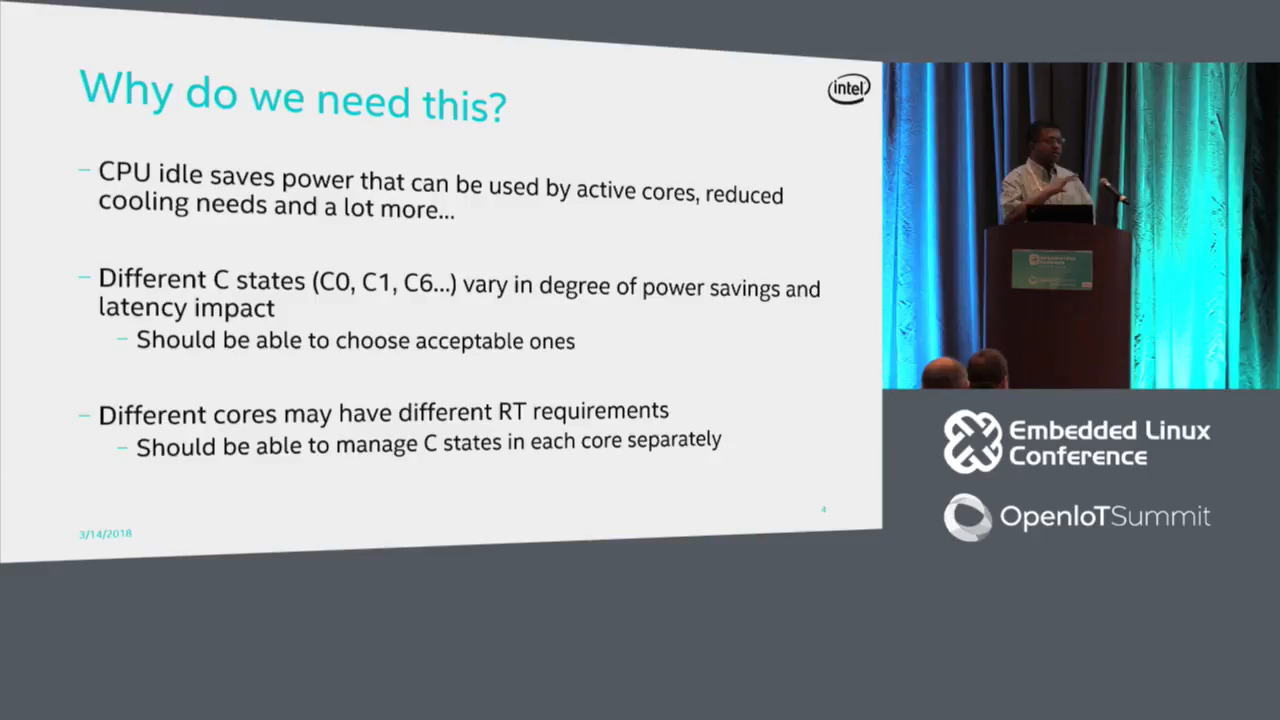 Why do we need this?
intel
– CPU idle saves power that can be used by active cores, reduced
cooling needs and a lot more...
– Different C states (C0, C1, C6...) vary in degree of power savings and
latency impact
– Should be able to choose acceptable ones
– Different cores may have different RT requirements
– Should be able to manage C states in each core separately
3/14/2018
4
Embedded Linux
Conference
OpenIoTSummit